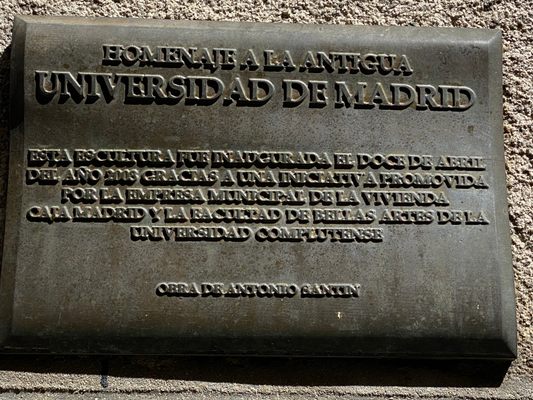 HOMENAJE A LA ANTIGUA
UNIVERSIDAD DE MADRID
ESTA ESCULTURA FUE INAUGURADA EL DOCE DE ABRIL
DEL AÑO 2003 GRACIAS A UNA INICIATIVA PROMOVIDA
POR LA EMPRESA MUNICIPAL DE LA VIVIENDA
CAJA MADRID Y LA FACULTAD DE BELLAS ARTES DE LA
UNIVERSIDAD COMPLUTENSE
OBRA DE ANTONIO SANTIN